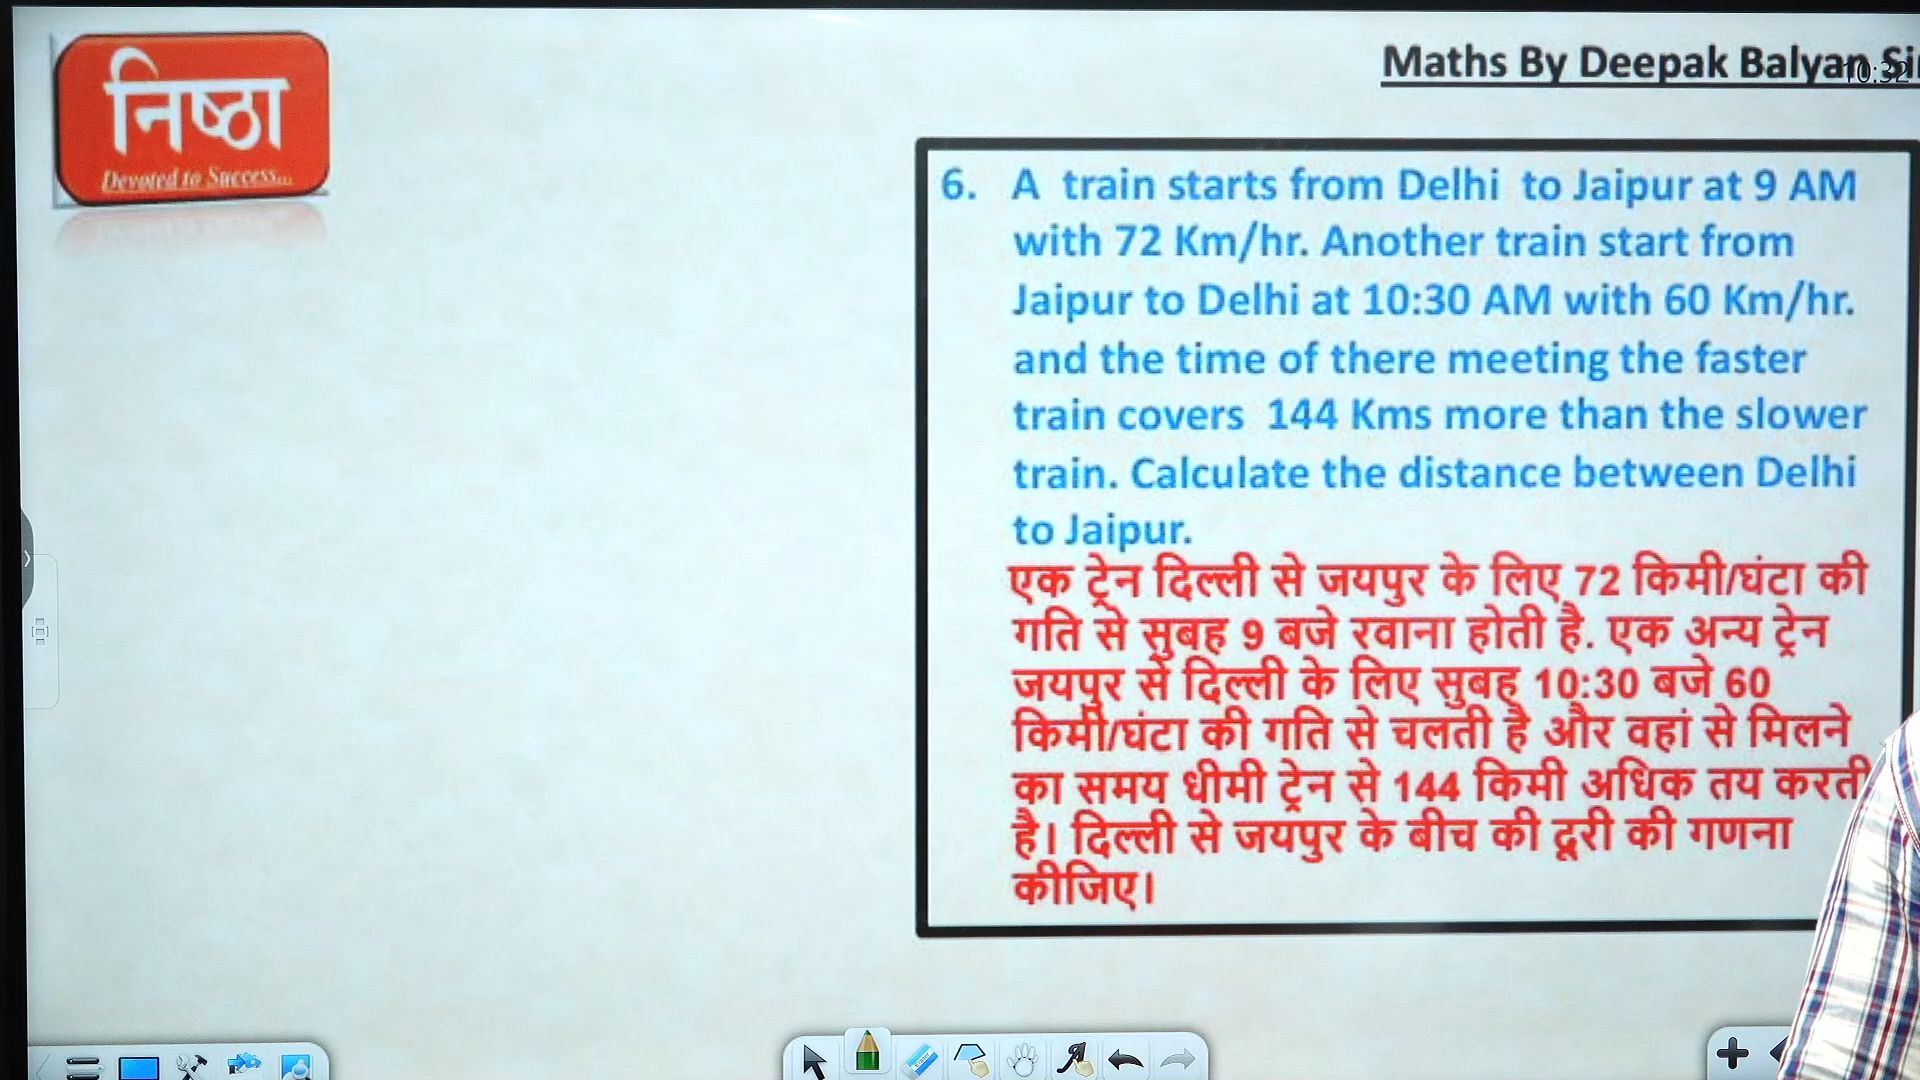 निष्ठा
Devoted to Success...
Maths By Deepak Balyan
10:32
6. A train starts from Delhi to Jaipur at 9 AM
with 72 Km/hr. Another train start from
Jaipur to Delhi at 10:30 AM with 60 Km/hr.
and the time of there meeting the faster
train covers 144 Kms more than the slower
train. Calculate the distance between Delhi
to Jaipur.
एक ट्रेन दिल्ली से जयपुर के लिए 72 किमी/घंटा की
गति से सुबह 9 बजे रवाना होती है. एक अन्य ट्रेन
जयपुर से दिल्ली के लिए सुबह 10:30 बजे 60
किमी/घंटा की गति से चलती है और वहां से मिलने
का समय धीमी ट्रेन से 144 किमी अधिक तय करती
है। दिल्ली से जयपुर के बीच की दूरी की गणना
कीजिए।